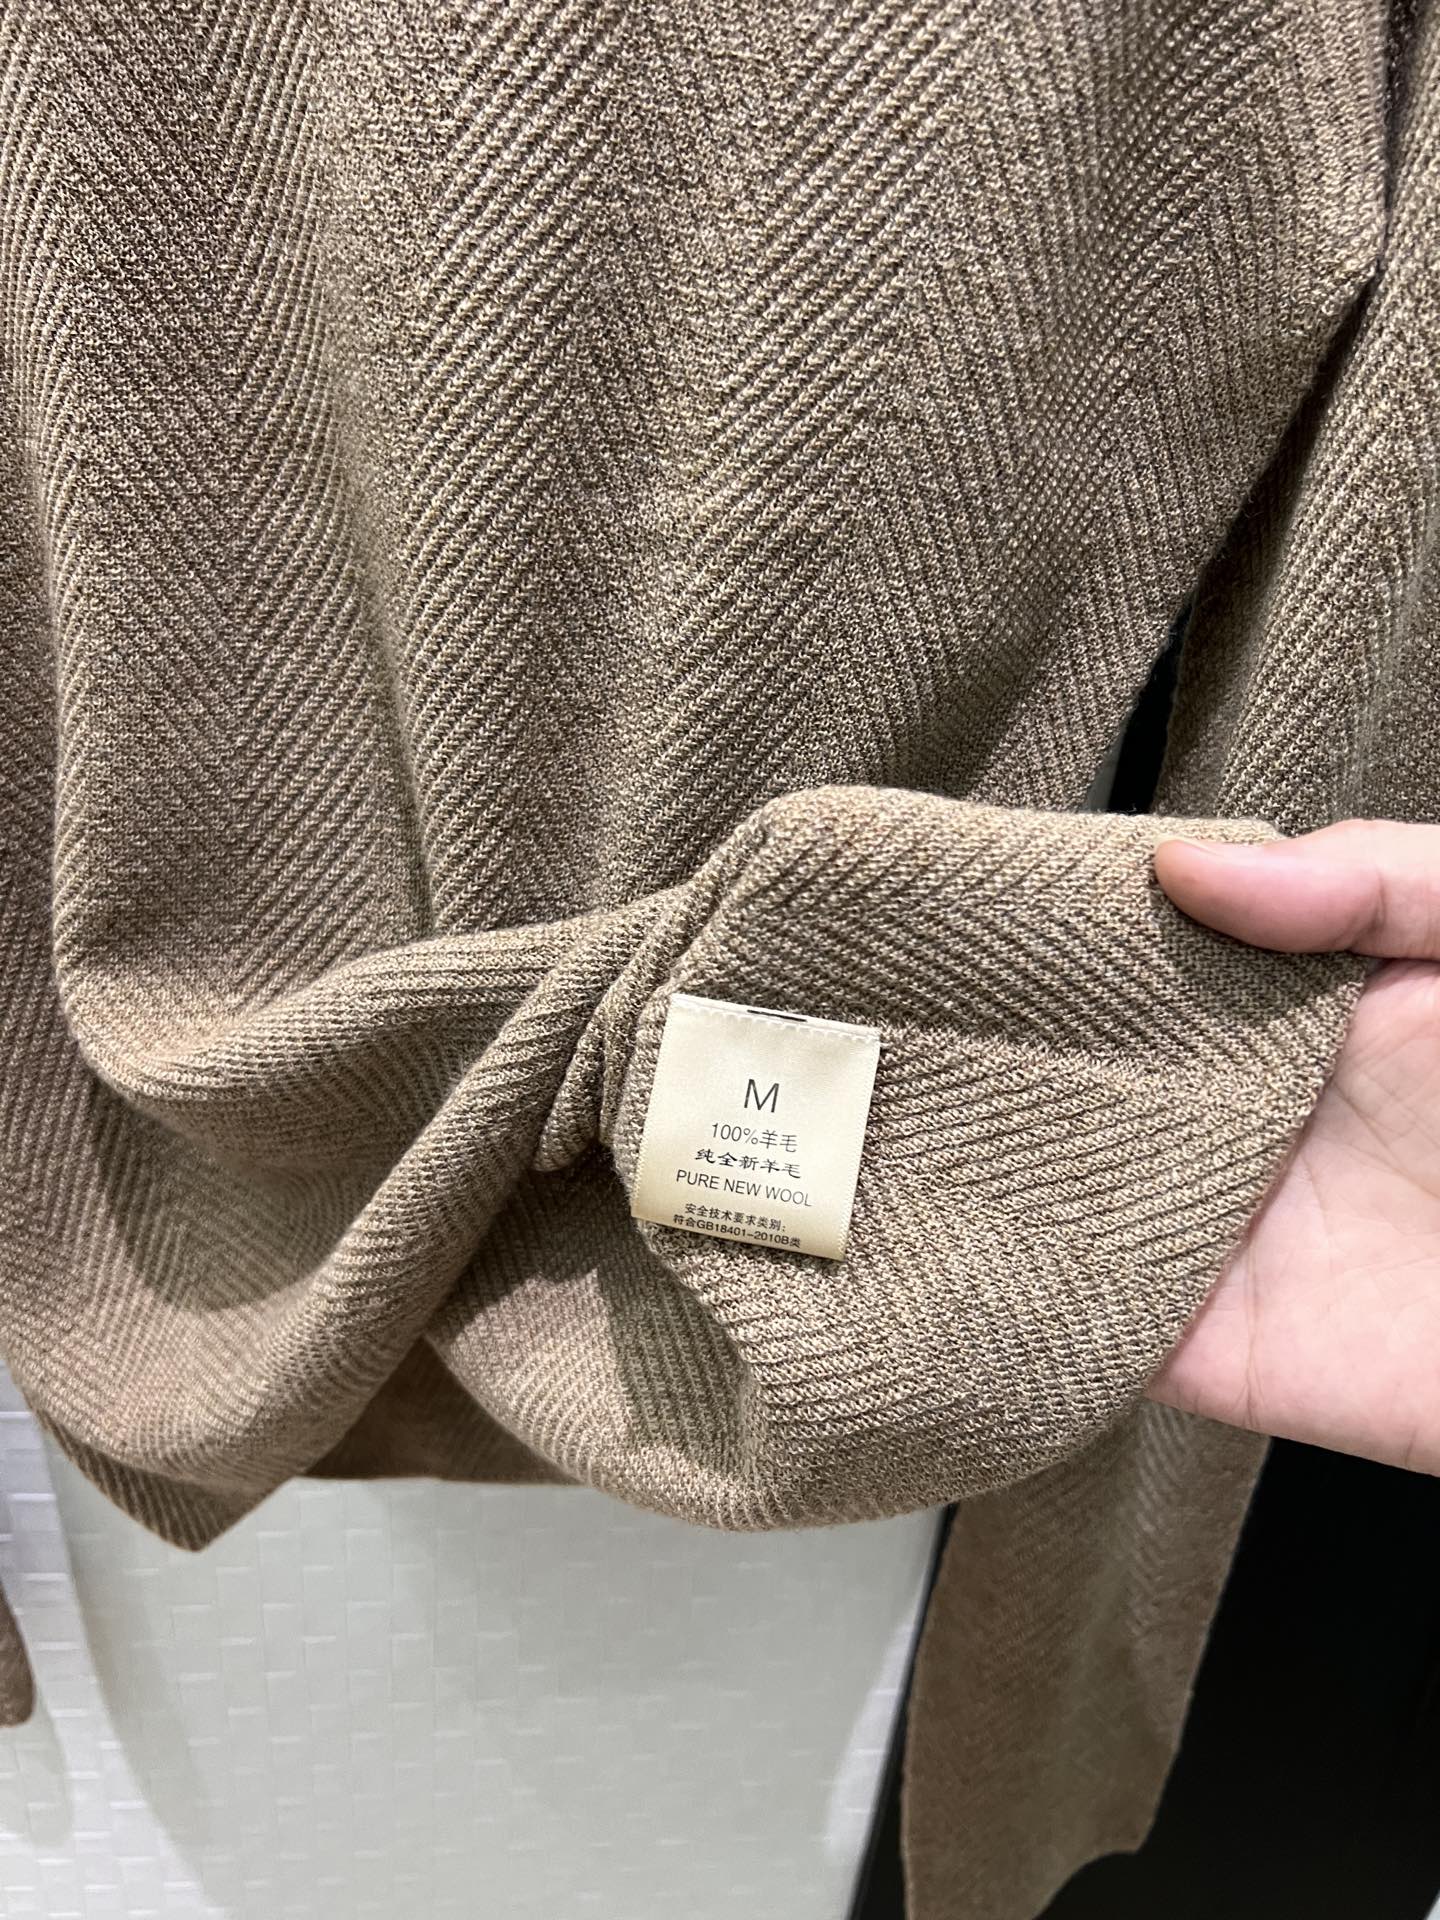 M
100%羊毛
纯全新羊毛
PURE NEW WOOL
安全技术要求类别:
符合GB18401-2010B类